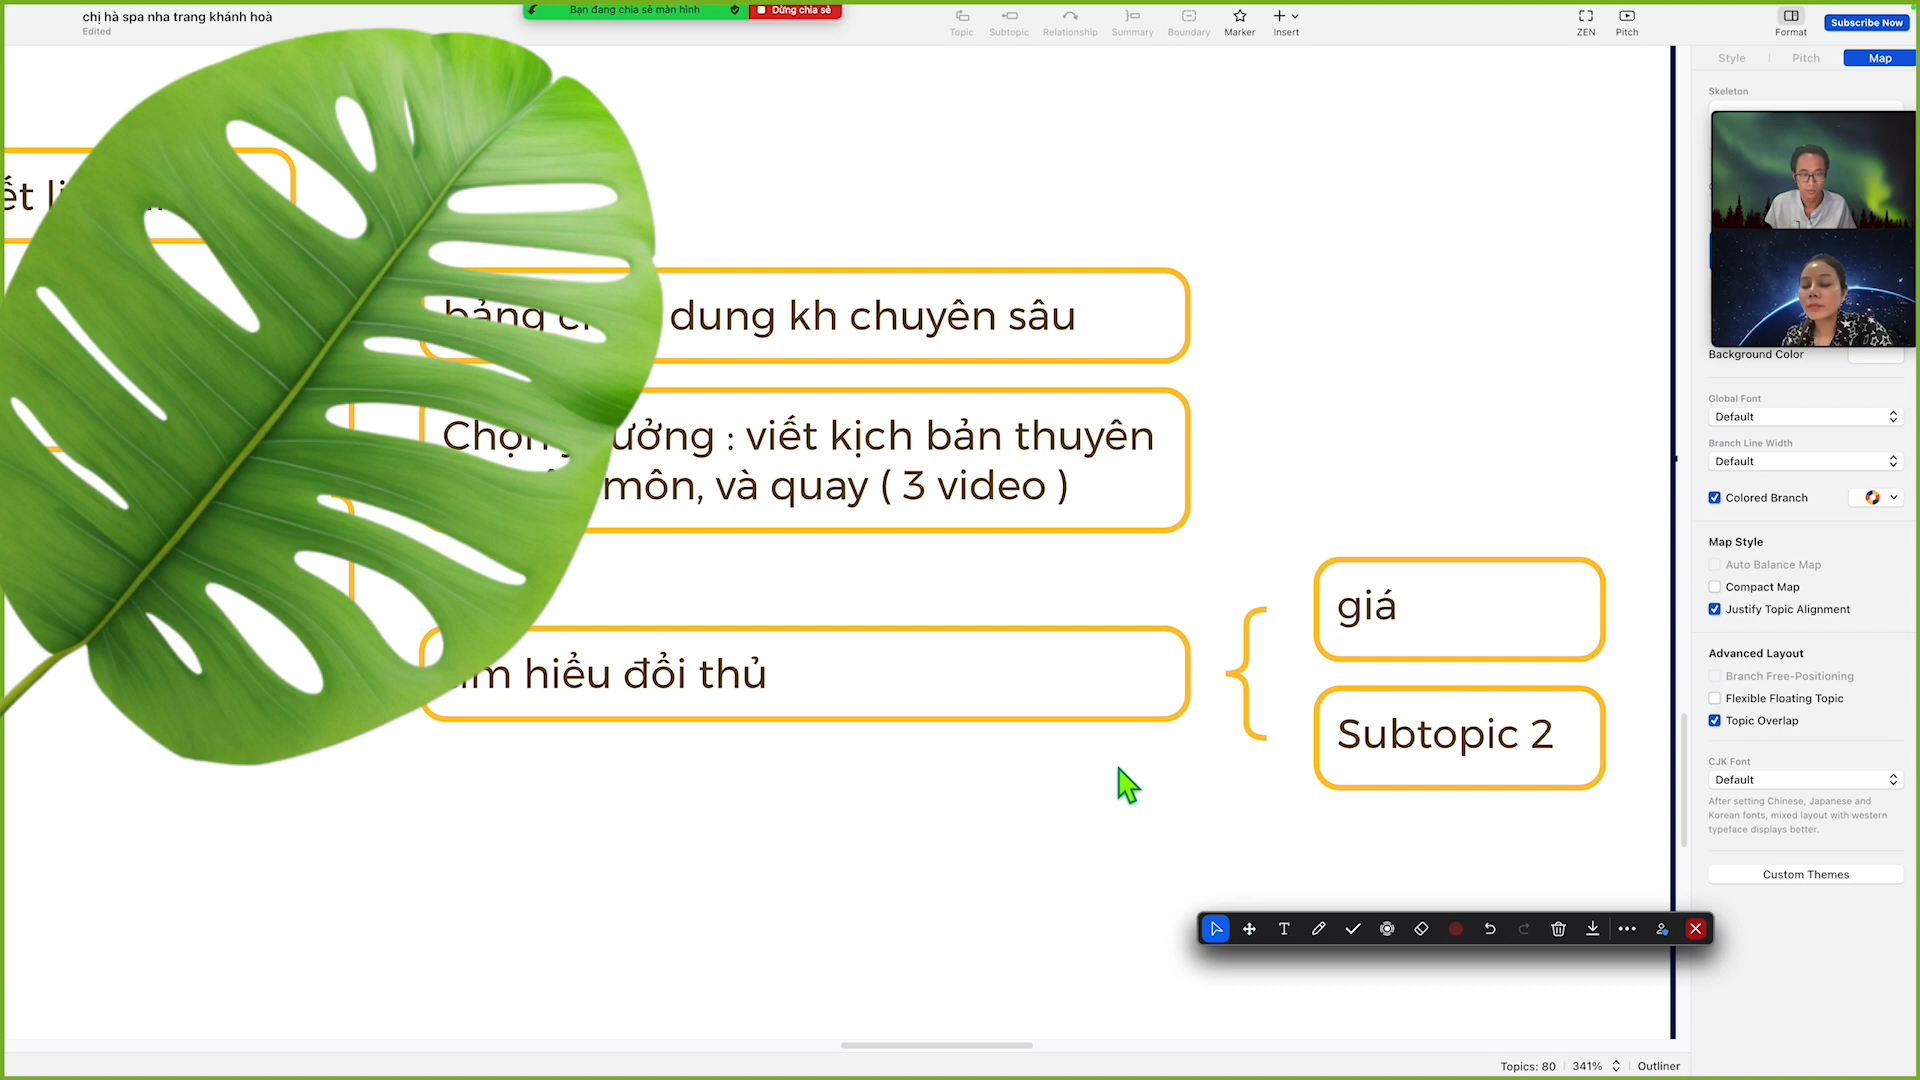 chị hà spa nha trang khánh hoà
Edited
Bạn đang chia sẻ màn hình
Dừng chia sẻ
Topic
Subtopic
Relationship
Summary
Boundary
Marker
Insert
ZEN
Pitch
Format
Subscribe Now
Style
Pitch
Map
Skeleton
dung kh chuyên sâu
ưởng : viết kịch bản thuyên
môn, và quay ( 3 video )
hiểu đổi thủ
giá
Subtopic 2
Background Color
Global Font
Default
Branch Line Width
Default
Colored Branch
Map Style
Auto Balance Map
Compact Map
Justify Topic Alignment
Advanced Layout
Branch Free-Positioning
Flexible Floating Topic
Topic Overlap
CJK Font
Default
After setting Chinese, Japanese and
Korean fonts, mixed layout with western
typeface displays better.
Custom Themes
Topics: 80
341%
Outliner